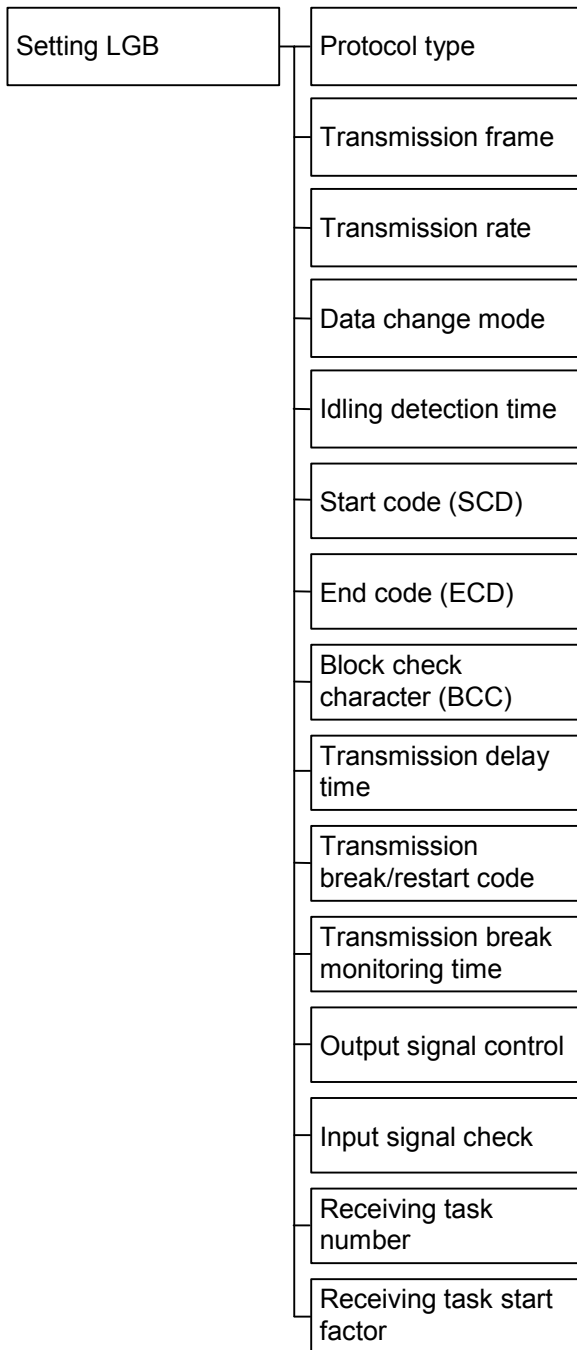 Setting LGB
Protocol type
Transmission frame
Transmission rate
Data change mode
Idling detection time
Start code (SCD)
End code (ECD)
Block check
character (BCC)
Transmission delay
time
Transmission
break/restart code
Transmission break
monitoring time
Output signal control
Input signal check
Receiving task
number
Receiving task start
factor